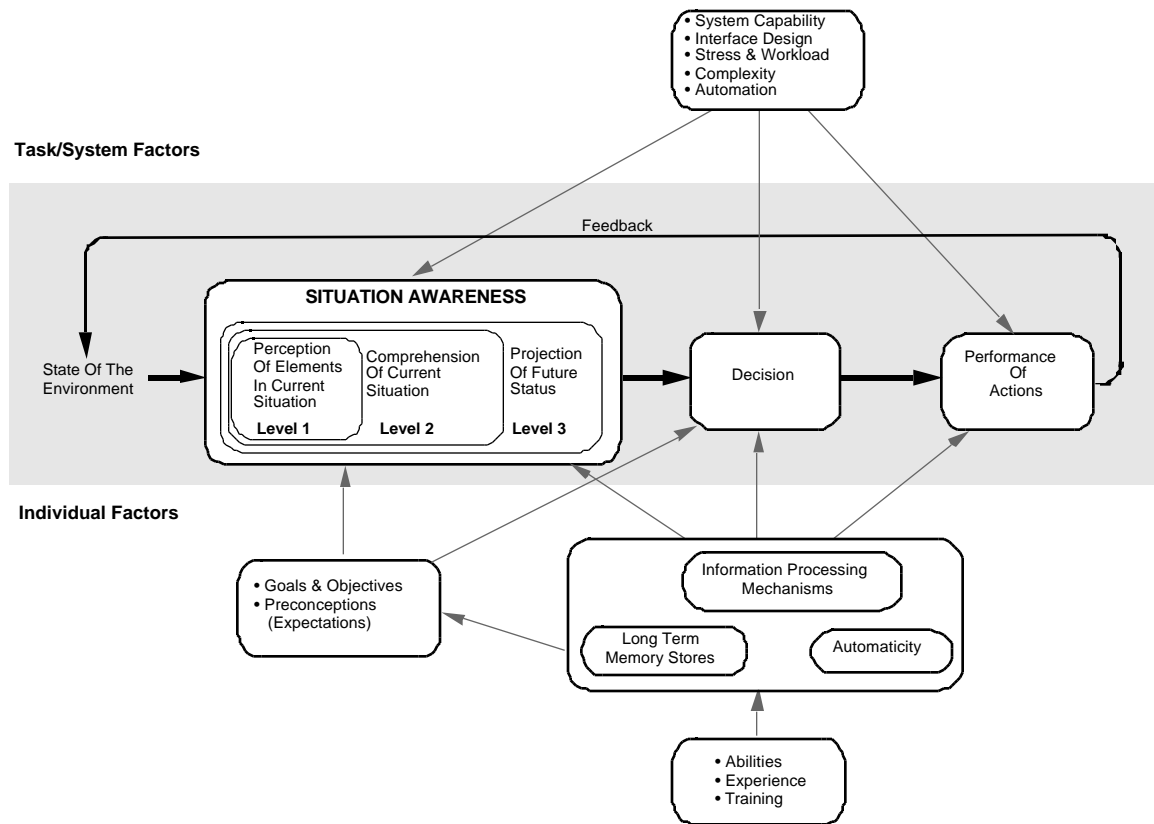 • System Capability
• Interface Design
• Stress & Workload
• Complexity
• Automation
Task/System Factors
Feedback
SITUATION AWARENESS
State Of The
Environment
Perception
Of Elements
In Current
Situation
Level 1
Comprehension
Of Current
Situation
Level 2
Projection
Of Future
Status
Level 3
Decision
Performance
Of
Actions
Individual Factors
• Goals & Objectives
• Preconceptions
(Expectations)
Information Processing
Mechanisms
Long Term
Memory Stores
Automaticity
• Abilities
• Experience
• Training